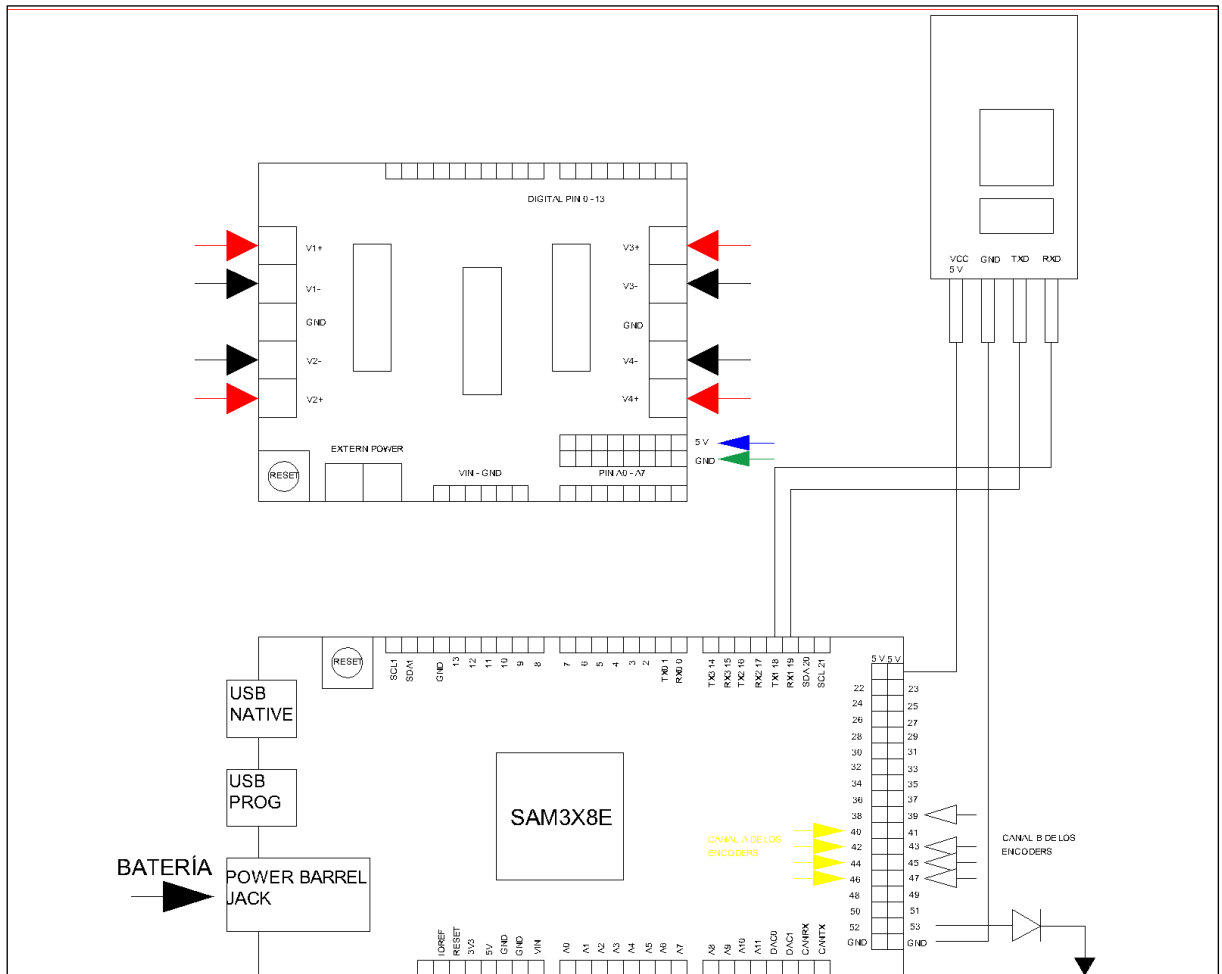 DIGITAL PIN 0 - 13
V1+
V1-
GND
V2-
V2+
V3+
V3-
GND
V4-
V4+
5 V
GND
EXTERN POWER
RESET
VIN - GND
PIN A0 - A7
VCC
5 V
GND
TXD
RXD
RESET
SCL1
SDA1
GND
13
12
11
10
9
8
7
6
5
4
3
2
TX0 1
RX0 0
TX3 14
RX3 15
TX2 16
RX2 17
TX1 18
RX1 19
SDA 20
SCL 21
USB
NATIVE
USB
PROG
BATERÍA
POWER BARREL
JACK
SAM3X8E
5 V 5 V
22 23
24 25
26 27
28 29
30 31
32 33
34 35
36 37
38 39
40 41
42 43
44 45
46 47
48 49
50 51
52 53
GND GND
CANAL A DE LOS
ENCODERS
CANAL B DE LOS
ENCODERS
IOREF
RESET
3V3
5V
GND
GND
VIN
A0
A1
A2
A3
A4
A5
A6
A7
A8
A9
A10
A11
DAC0
DAC1
CANRX
CANTX